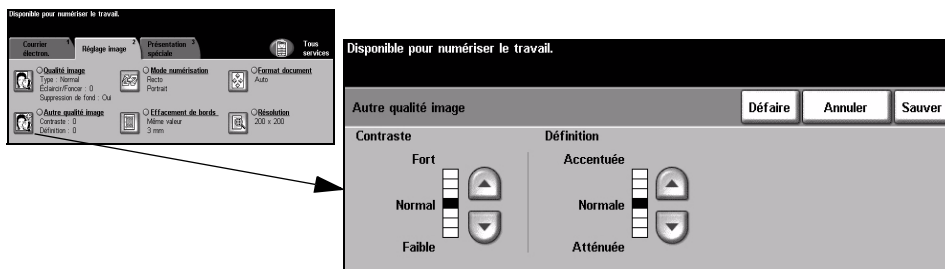 Disponible pour numériser le travail.
Courrier électron. 1
Réglage image 2
Présentation spéciale 3
Tous services
Qualité image
Type : Normal
Éclaircir/Foncer : 0
Suppression de fond : Oui
Mode numérisation
Recto
Portrait
Format document
Auto
Autre qualité image
Contraste : 0
Définition : 0
Effacement de bords
Même valeur
3 mm
Résolution
200 x 200
Disponible pour numériser le travail.
Autre qualité image
Défaire
Annuler
Sauver
Contraste
Définition
Fort
Accentuée
Normal
Normale
Faible
Atténuée